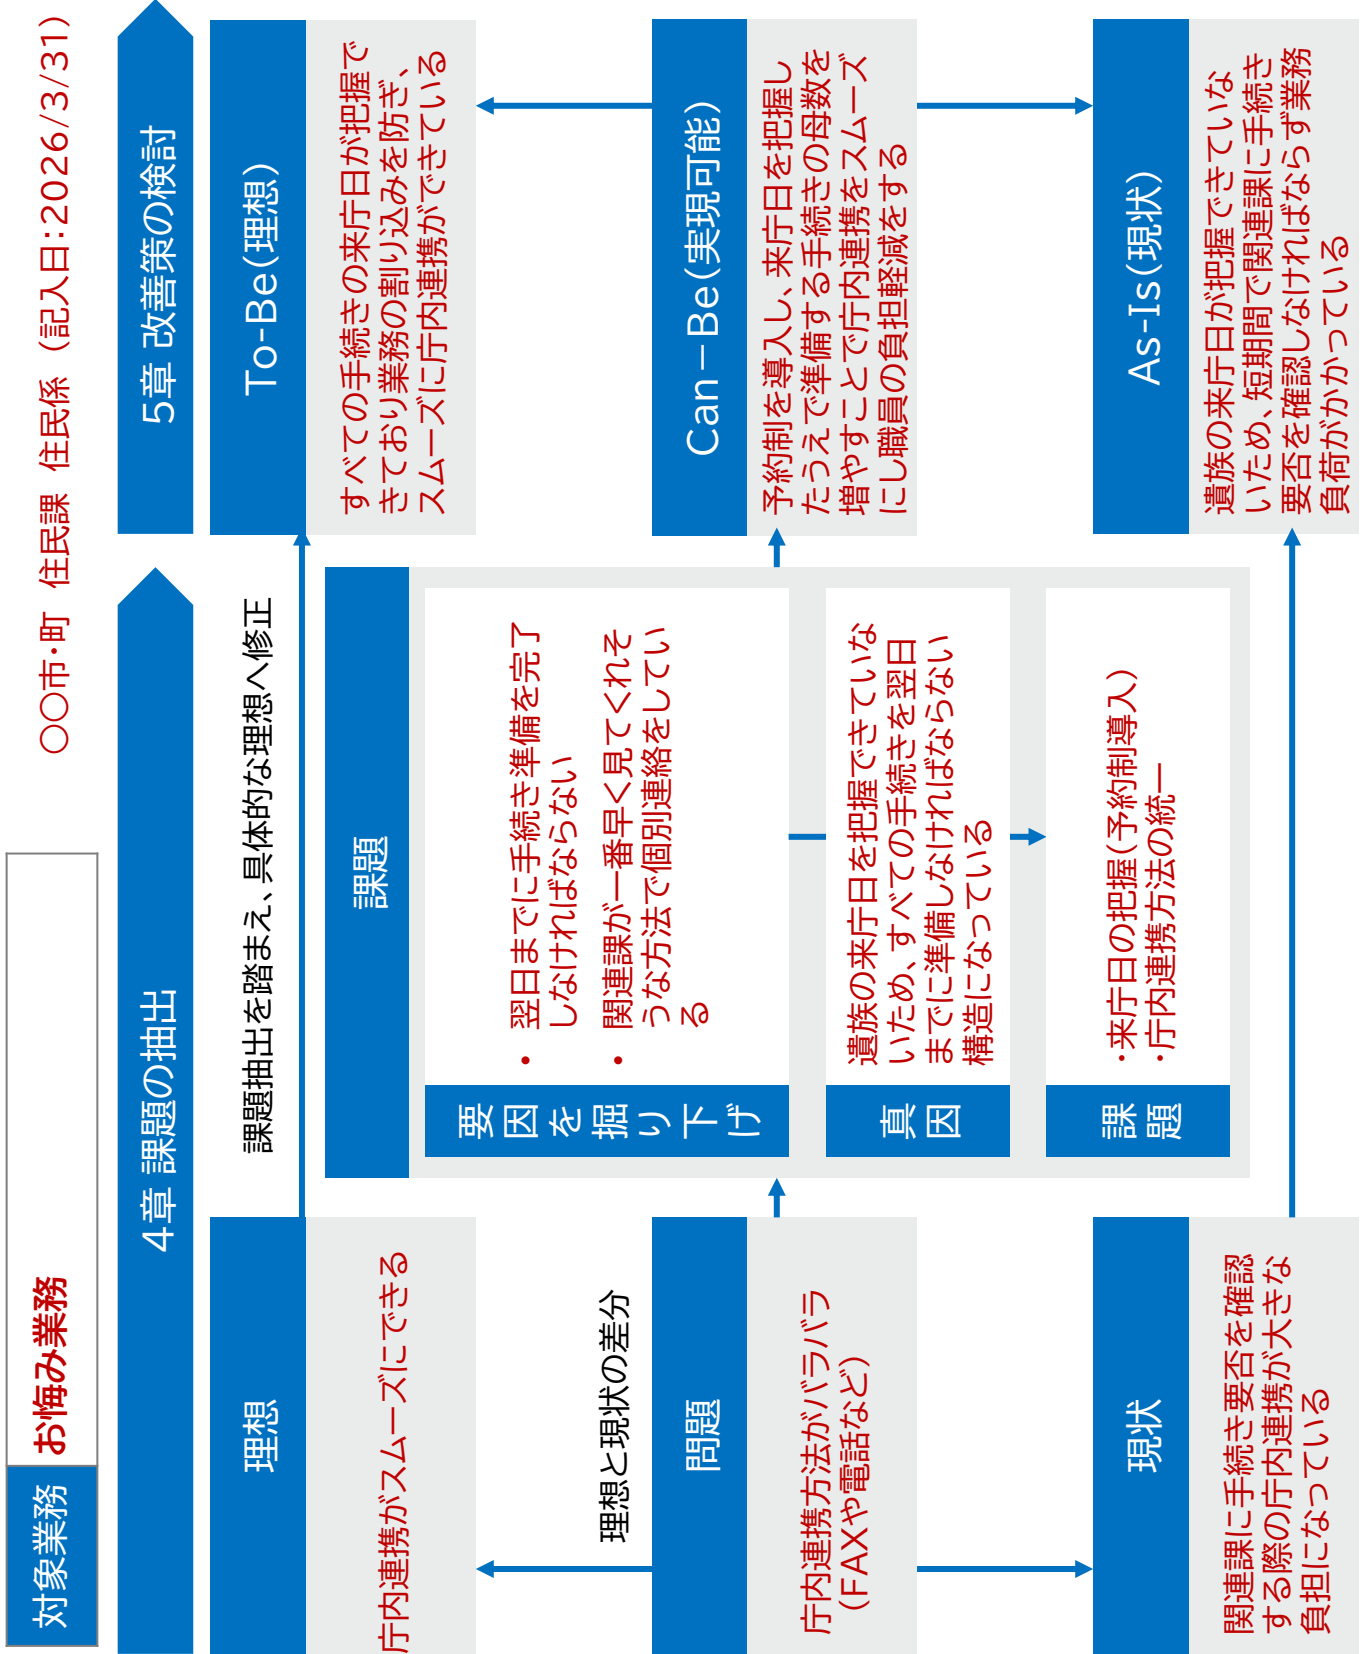 対象業務
お悔み業務
〇〇市・町　住民課　住民係　（記入日：2026/3/31）
4章 課題の抽出
5章 改善策の検討
理想
庁内連携がスムーズにできる
課題抽出を踏まえ、具体的な理想へ修正
To-Be（理想）
すべての手続きの来庁日が把握で
きており業務の割り込みを防ぎ、
スムーズに庁内連携ができている
理想と現状の差分
問題
庁内連携方法がバラバラ
（FAXや電話など）
課題
要因を掘り下げ
• 翌日までに手続き準備を完了
しなければならない
• 関連課が一番早く見てくれそ
うな方法で個別連絡をしてい
る
真因
遺族の来庁日を把握できていな
いため、すべての手続きを翌日
までに準備しなければならない
構造になっている
課題
・来庁日の把握（予約制導入）
・庁内連携方法の統一
Can－Be（実現可能）
予約制を導入し、来庁日を把握し
たうえで準備する手続きの母数を
増やすことで庁内連携をスムーズ
にし職員の負担軽減をする
現状
関連課に手続き要否を確認
する際の庁内連携が大きな
負担になっている
As-Is（現状）
遺族の来庁日が把握できていな
いため、短期間で関連課に手続き
要否を確認しなければならず業務
負荷がかかっている